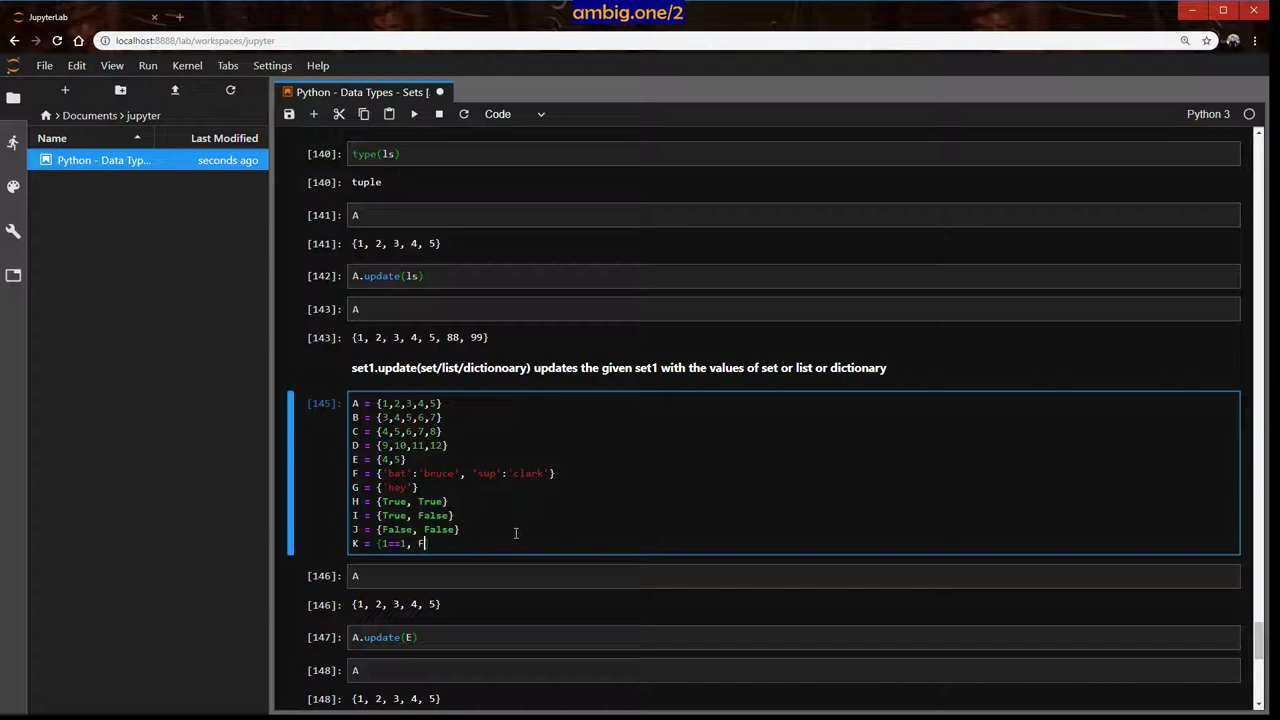 ambig.one/2
JupyterLab
localhost:8888/lab/workspaces/jupyter
File Edit View Run Kernel Tabs Settings Help
Python - Data Types - Sets [
Documents jupyter
Code
Python 3
Name Last Modified
Python - Data Typ... seconds ago
[140]: type(ls)
[140]: tuple
[141]: A
[141]: {1, 2, 3, 4, 5}
[142]: A.update(ls)
[143]: A
[143]: {1, 2, 3, 4, 5, 88, 99}
set1.update(set/list/dictionoary) updates the given set1 with the values of set or list or dictionary
[145]: A = {1,2,3,4,5}
B = {3,4,5,6,7}
C = {4,5,6,7,8}
D = {9,10,11,12}
E = {4,5}
F = {'bat':'bruce', 'sup':'clark'}
G = {'hey'}
H = {True, True}
I = {True, False}
J = {False, False}
K = {1==1, F
[146]: A
[146]: {1, 2, 3, 4, 5}
[147]: A.update(E)
[148]: A
[148]: {1, 2, 3, 4, 5}